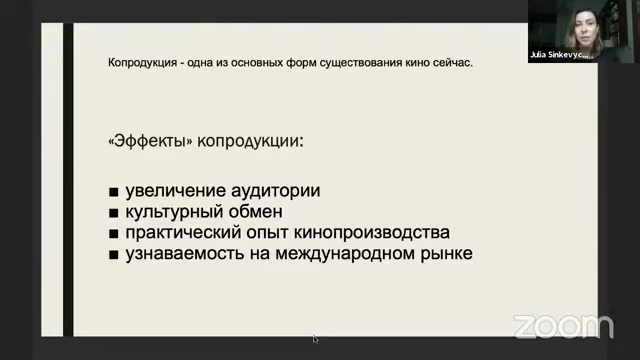 Копродукция - одна из основных форм существования кино сейчас.
Julia Sinkevyc...
«Эффекты» копродукции:
■ увеличение аудитории
■ культурный обмен
■ практический опыт кинопроизводства
■ узнаваемость на международном рынке
zoom